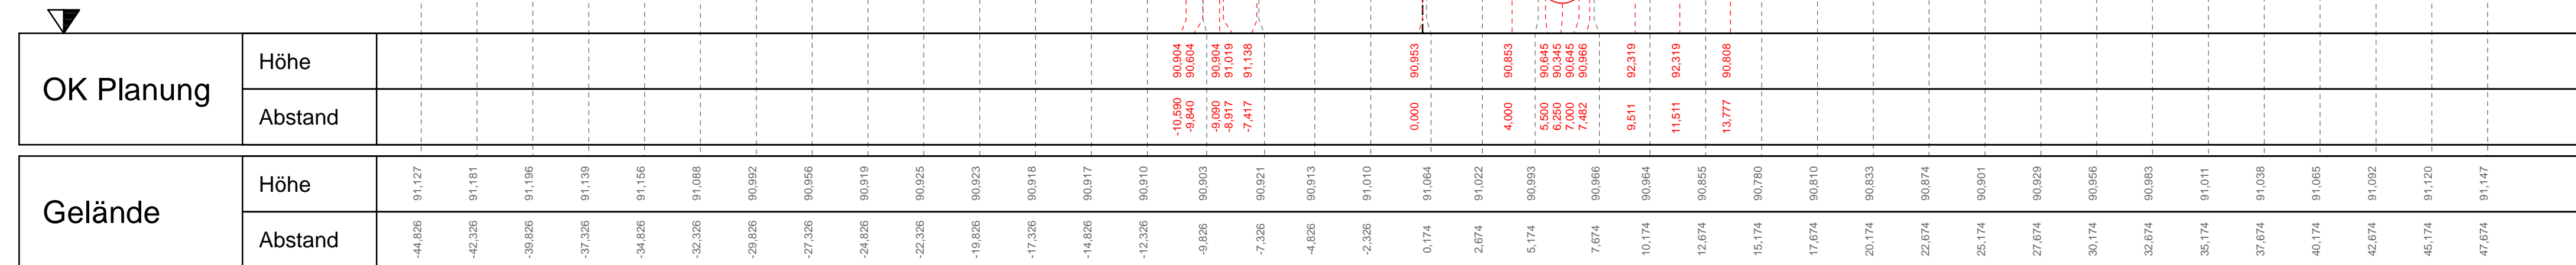 OK Planung
Höhe
90,904 90,604 90,904 91,019 91,138 90,953 90,853 90,645 90,345 90,645 90,966 92,319 92,319 90,808
Abstand
-10,590 -9,840 -9,090 -8,917 -7,417 0,000 4,000 5,500 6,250 7,000 7,482 9,511 11,511 13,777
Gelände
Höhe
91,127 91,181 91,196 91,139 91,156 91,088 90,992 90,956 90,919 90,925 90,923 90,918 90,917 90,910 90,903 90,921 90,913 91,010 91,064 91,022 90,993 90,966 90,964 90,855 90,780 90,810 90,833 90,874 90,901 90,929 90,956 90,983 91,011 91,038 91,065 91,092 91,120 91,147
Abstand
-44,826 -42,326 -39,826 -37,326 -34,826 -32,326 -29,826 -27,326 -24,826 -22,326 -19,826 -17,326 -14,826 -12,326 -9,826 -7,326 -4,826 -2,326 0,174 2,674 5,174 7,674 10,174 12,674 15,174 17,674 20,174 22,674 25,174 27,674 30,174 32,674 35,174 37,674 40,174 42,674 45,174 47,674